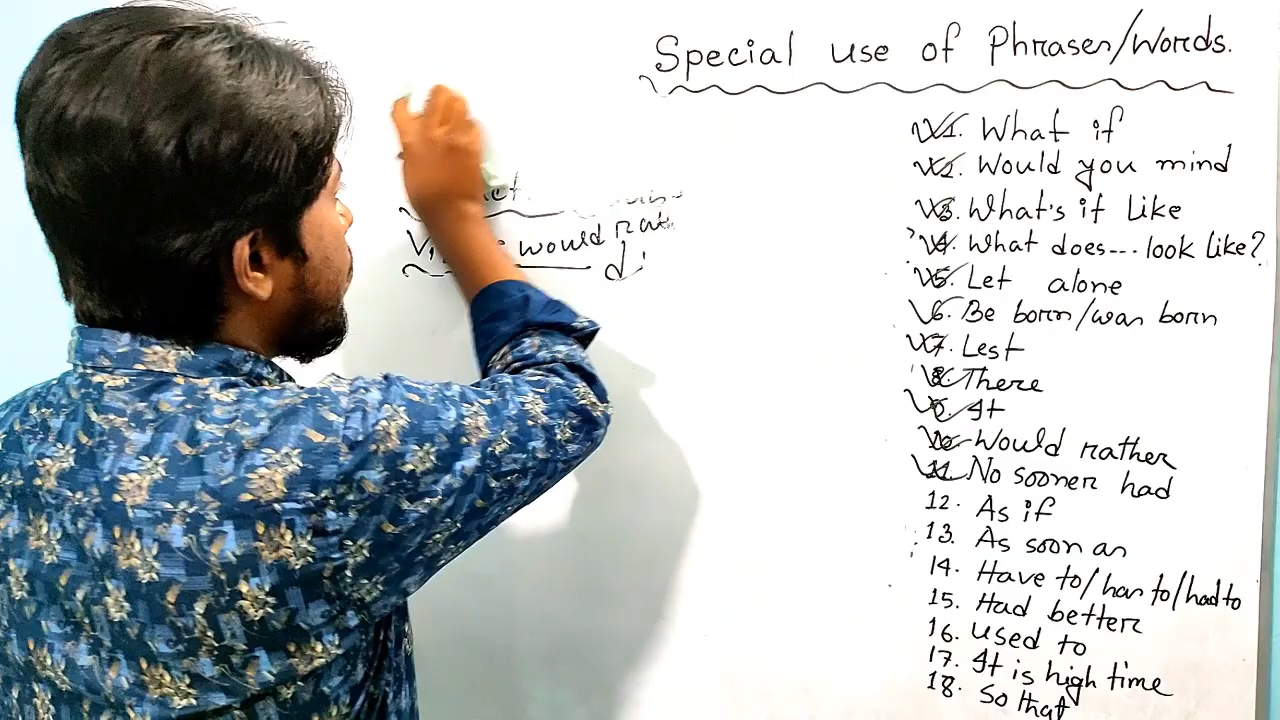 Special use of Phrases/Words.
1. What if
2. Would you mind
3. What's it Like
4. What does---look like?
5. Let alone
6. Be born/was born
7. Lest
8. There
9. It
10. Would rather
11. No sooner had
12. As if
13. As soon as
14. Have to/has to/had to
15. Had better
16. Used to
17. It is high time
18. So that
would